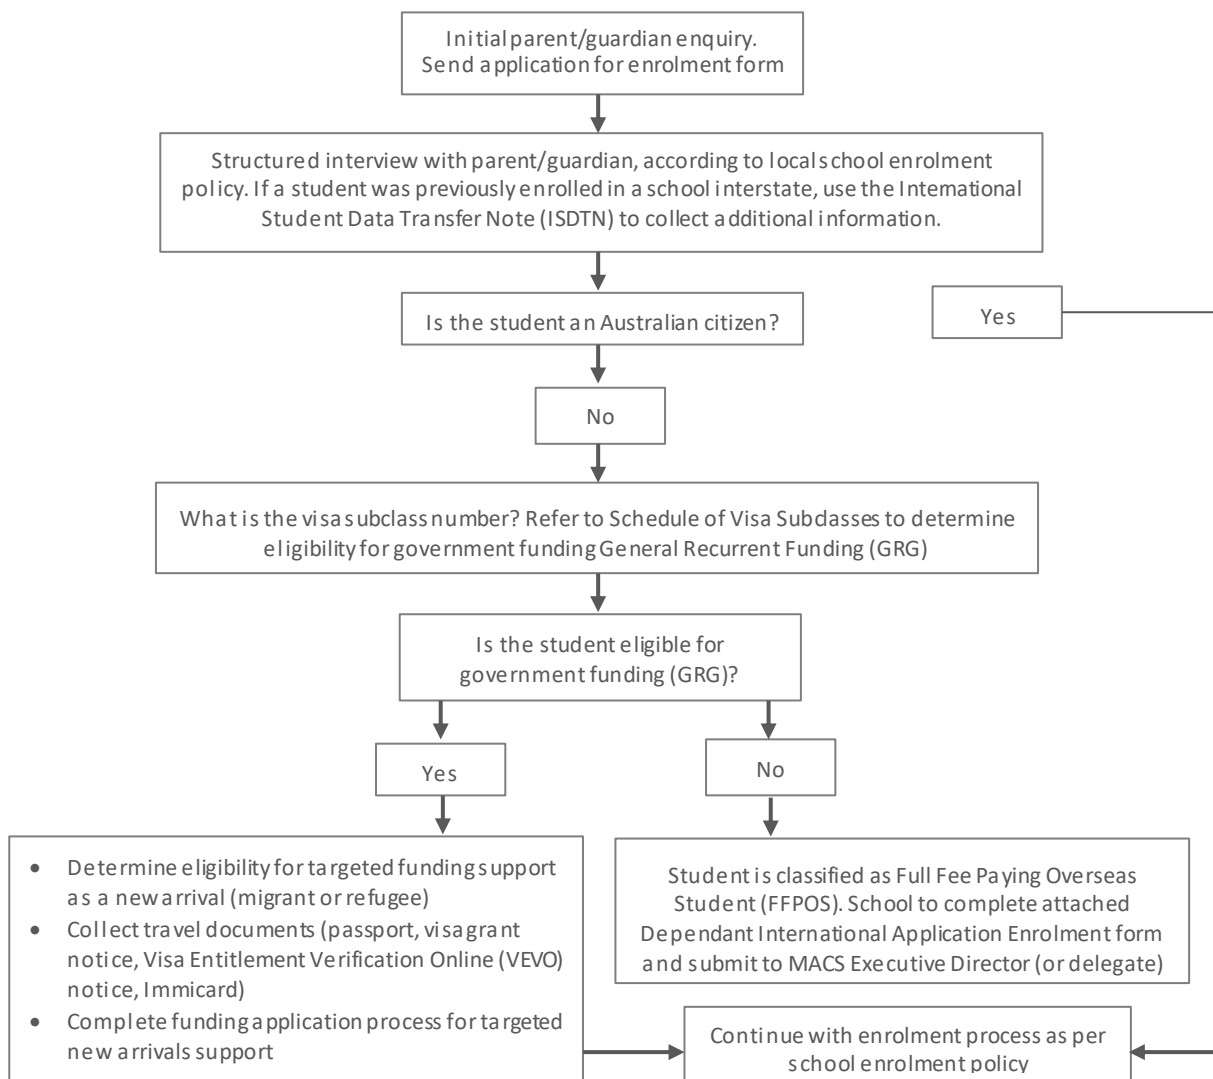 Initial parent/guardian enquiry.
Send application for enrolment form
Structured interview with parent/guardian, according to local school enrolment
policy. If a student was previously enrolled in a school interstate, use the International
Student Data Transfer Note (ISDTN) to collect additional information.
Is the student an Australian citizen?
Yes
No
What is the visa subclass number? Refer to Schedule of Visa Subclasses to determine
eligibility for government funding General Recurrent Funding (GRG)
Is the student eligible for
government funding (GRG)?
Yes
No
• Determine eligibility for targeted funding support
as a new arrival (migrant or refugee)
• Collect travel documents (passport, visa grant
notice, Visa Entitlement Verification Online (VEVO)
notice, Immicard)
• Complete funding application process for targeted
new arrivals support
Student is classified as Full Fee Paying Overseas
Student (FFPOS). School to complete attached
Dependant International Application Enrolment form
and submit to MACS Executive Director (or delegate)
Continue with enrolment process as per
school enrolment policy